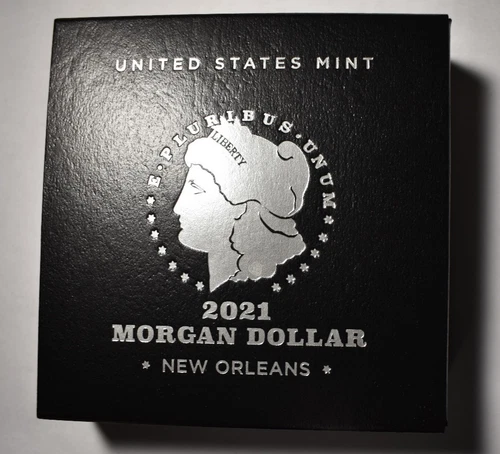 UNITED STATES MINT
E·PLURIBUS·UNUM
LIBERTY
2021
MORGAN DOLLAR
* NEW ORLEANS *